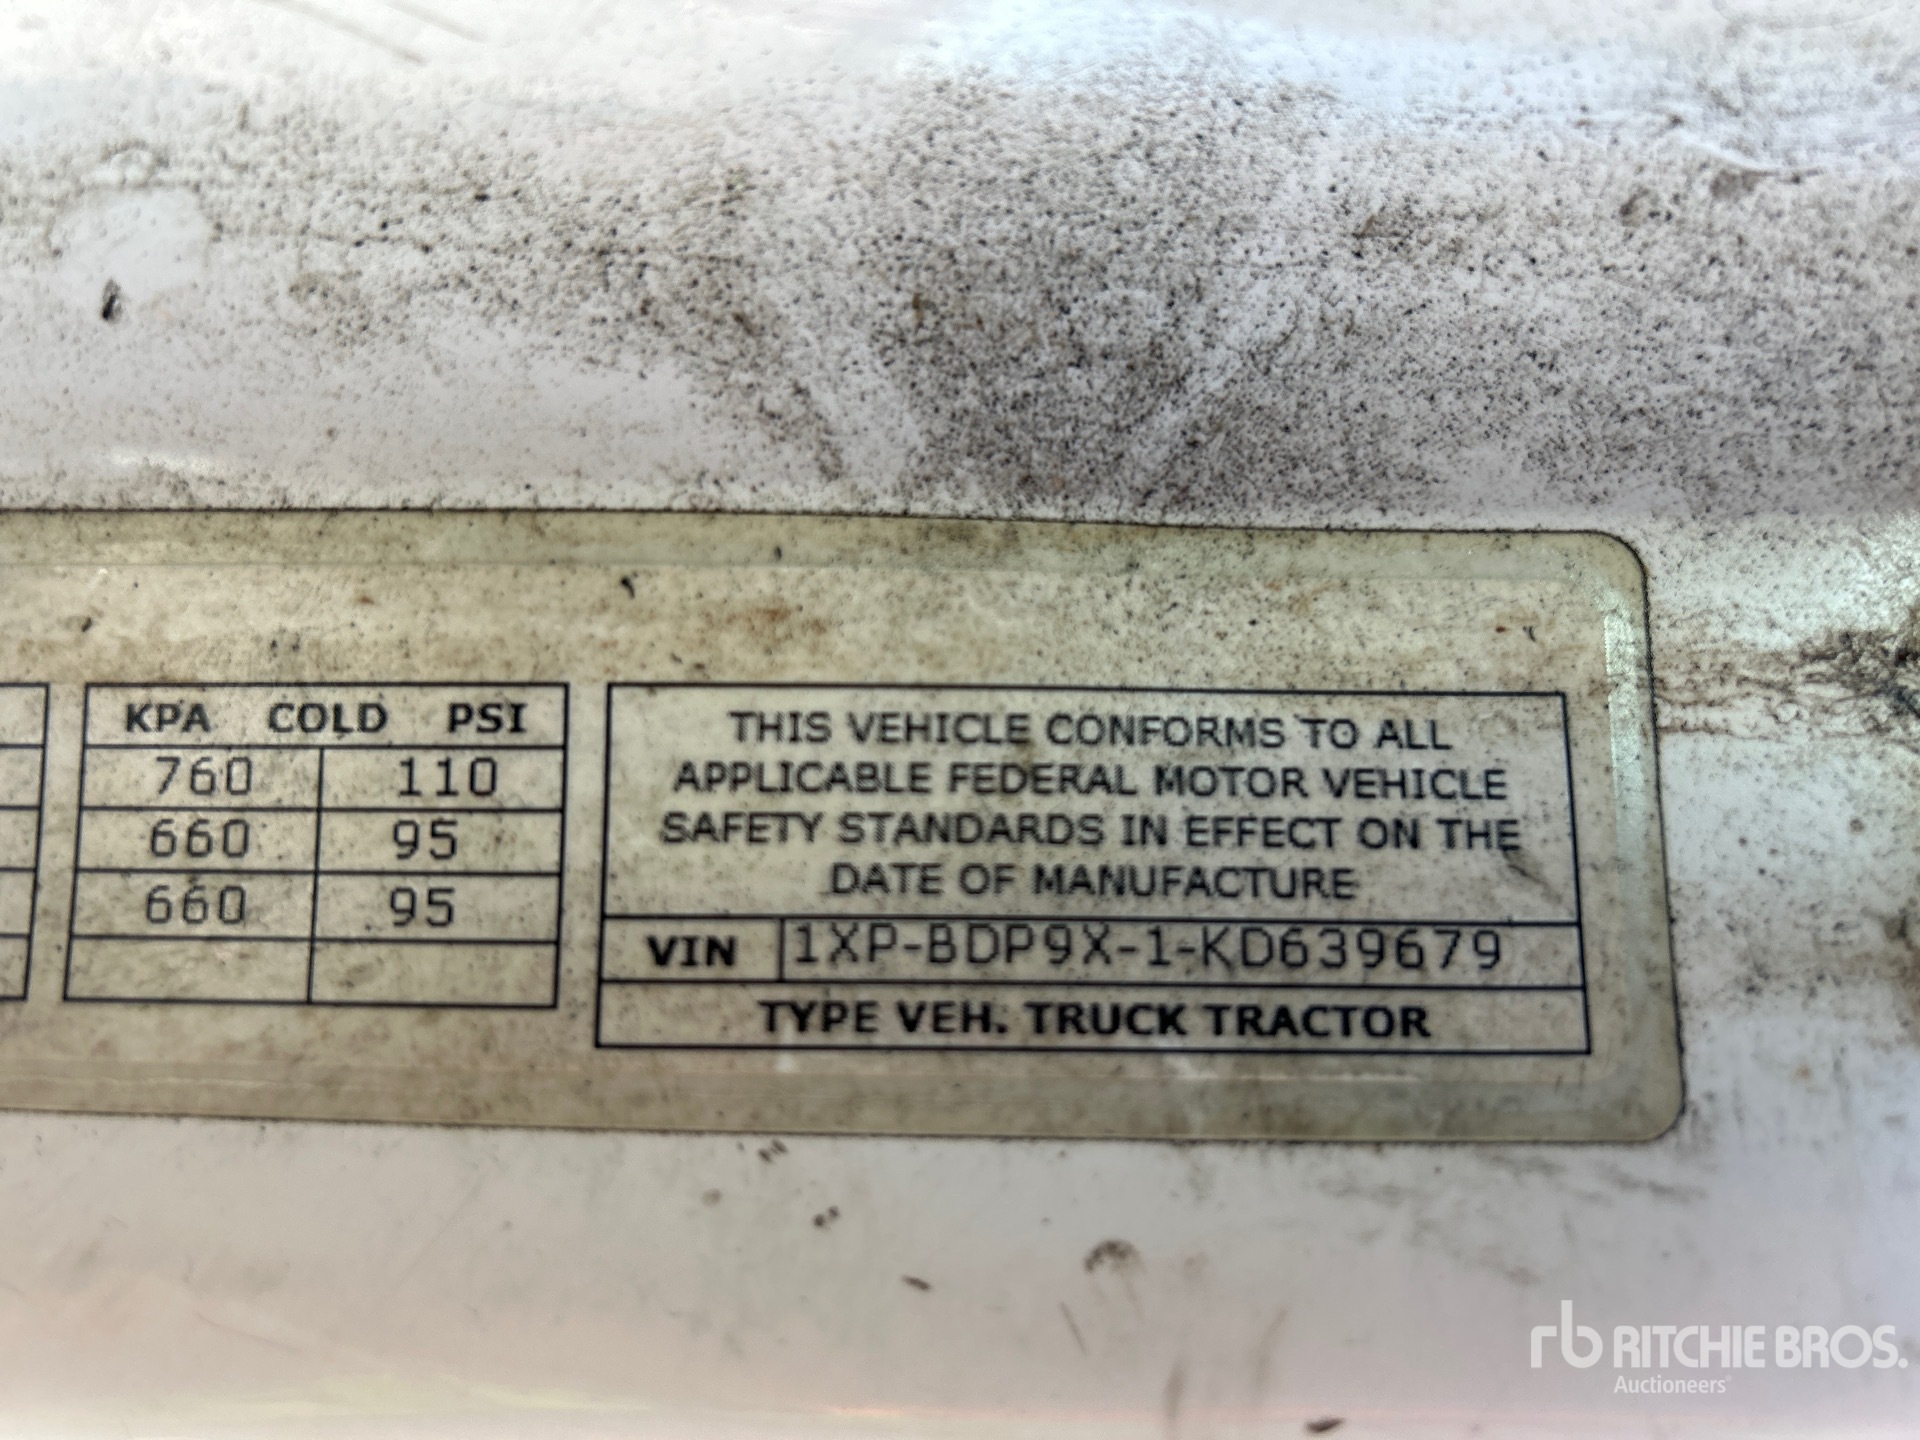 KPA COLD PSI
760 110
660 95
660 95
THIS VEHICLE CONFORMS TO ALL
APPLICABLE FEDERAL MOTOR VEHICLE
SAFETY STANDARDS IN EFFECT ON THE
DATE OF MANUFACTURE
VIN 1XP-BDP9X-1-KD639679
TYPE VEH. TRUCK TRACTOR
rb RITCHIE BROS.
Auctioneers